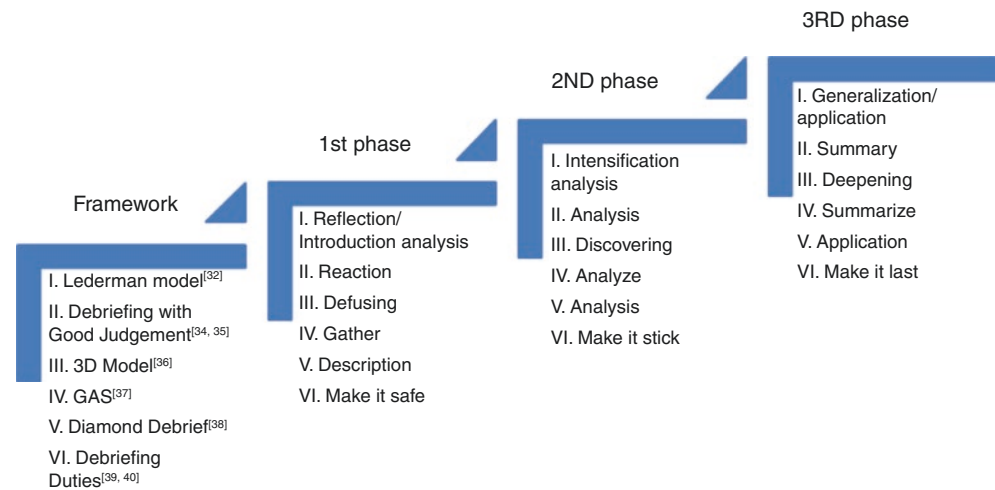 Framework
I. Lederman model[32]
II. Debriefing with
Good Judgement[34, 35]
III. 3D Model[36]
IV. GAS[37]
V. Diamond Debrief[38]
VI. Debriefing
Duties[39, 40]
1st phase
I. Reflection/
Introduction analysis
II. Reaction
III. Defusing
IV. Gather
V. Description
VI. Make it safe
2ND phase
I. Intensification
analysis
II. Analysis
III. Discovering
IV. Analyze
V. Analysis
VI. Make it stick
3RD phase
I. Generalization/
application
II. Summary
III. Deepening
IV. Summarize
V. Application
VI. Make it last